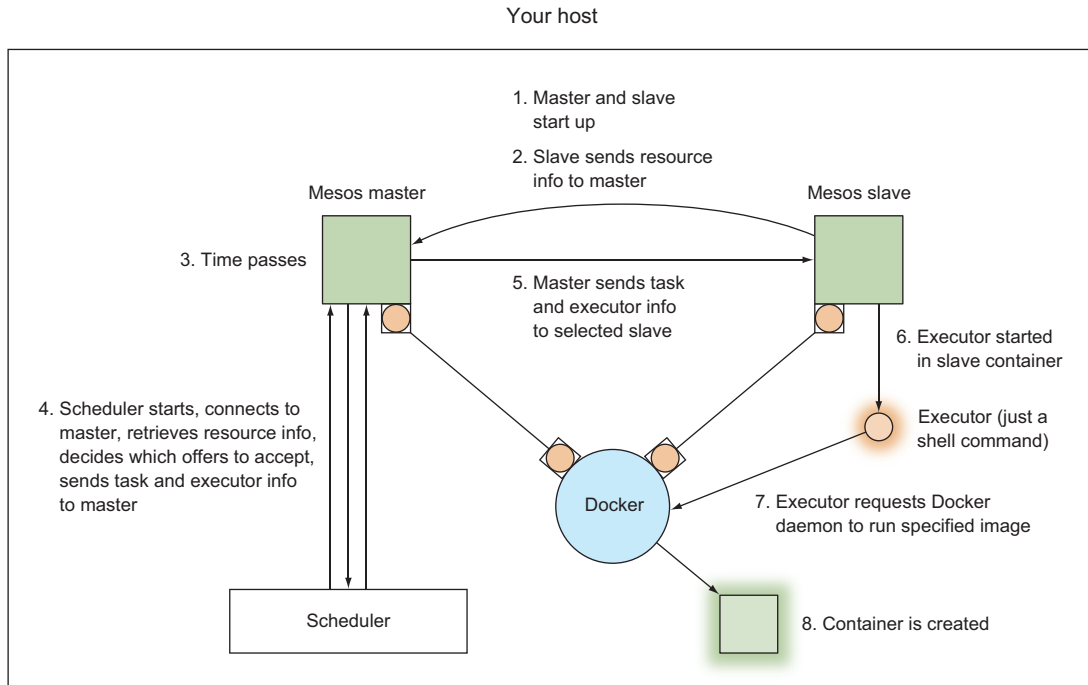 Your host
1. Master and slave
start up
2. Slave sends resource
info to master
Mesos master
Mesos slave
3. Time passes
5. Master sends task
and executor info
to selected slave
6. Executor started
in slave container
4. Scheduler starts, connects to
master, retrieves resource info,
decides which offers to accept,
sends task and executor info
to master
Executor (just a
shell command)
Docker
7. Executor requests Docker
daemon to run specified image
Scheduler
8. Container is created